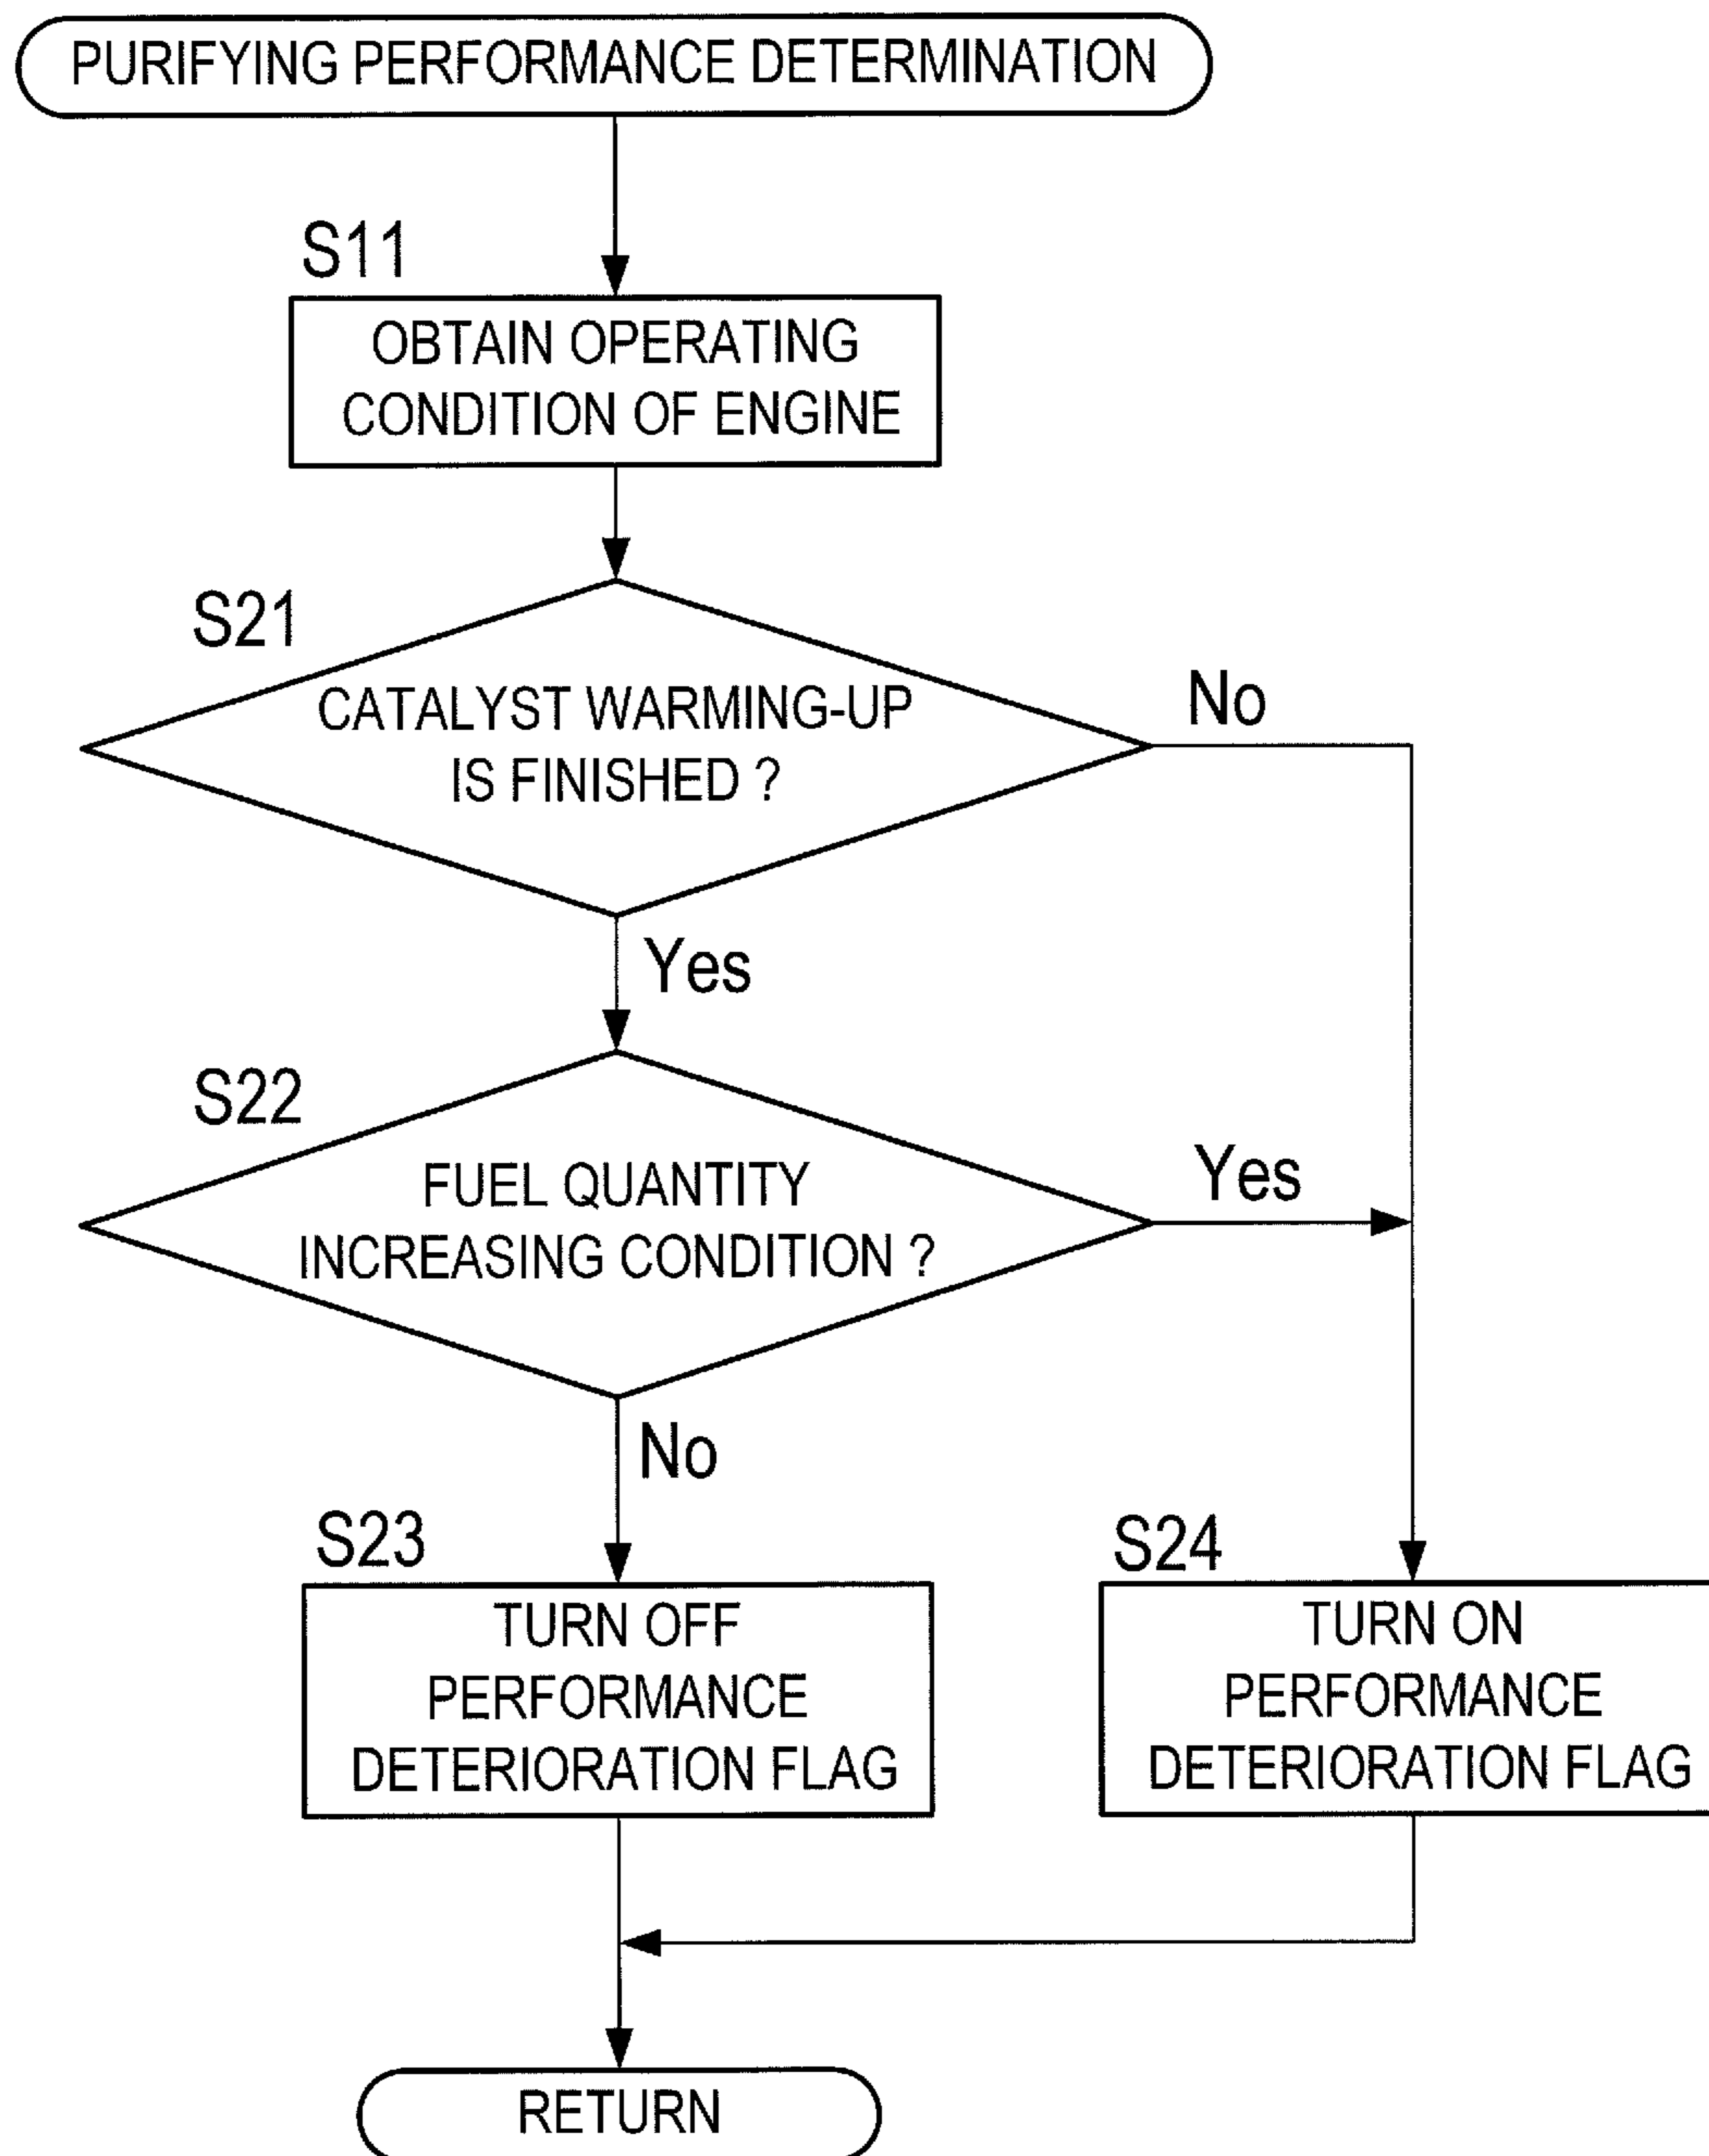 PURIFYING PERFORMANCE DETERMINATION
S11
OBTAIN OPERATING
CONDITION OF ENGINE
S21
CATALYST WARMING-UP
IS FINISHED ?
No
Yes
S22
FUEL QUANTITY
INCREASING CONDITION ?
Yes
No
S23
TURN OFF
PERFORMANCE
DETERIORATION FLAG
S24
TURN ON
PERFORMANCE
DETERIORATION FLAG
RETURN